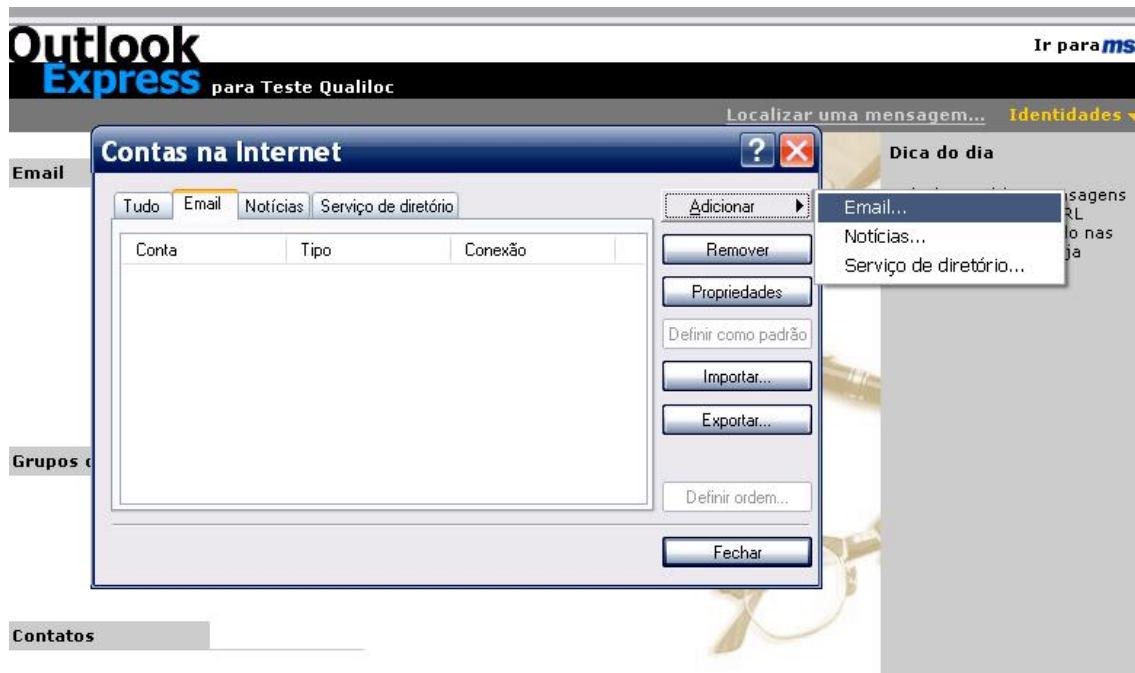 Outlook
Express para Teste Qualiloc
Ir para ms
Localizar uma mensagem... Identidades
Email
Contas na Internet
Tudo Email Notícias Serviço de diretório
Conta Tipo Conexão
Adicionar
Remover
Propriedades
Definir como padrão
Importar...
Exportar...
Definir ordem...
Fechar
Email...
Notícias...
Serviço de diretório...
Dica do dia
nas
Grupos
Contatos